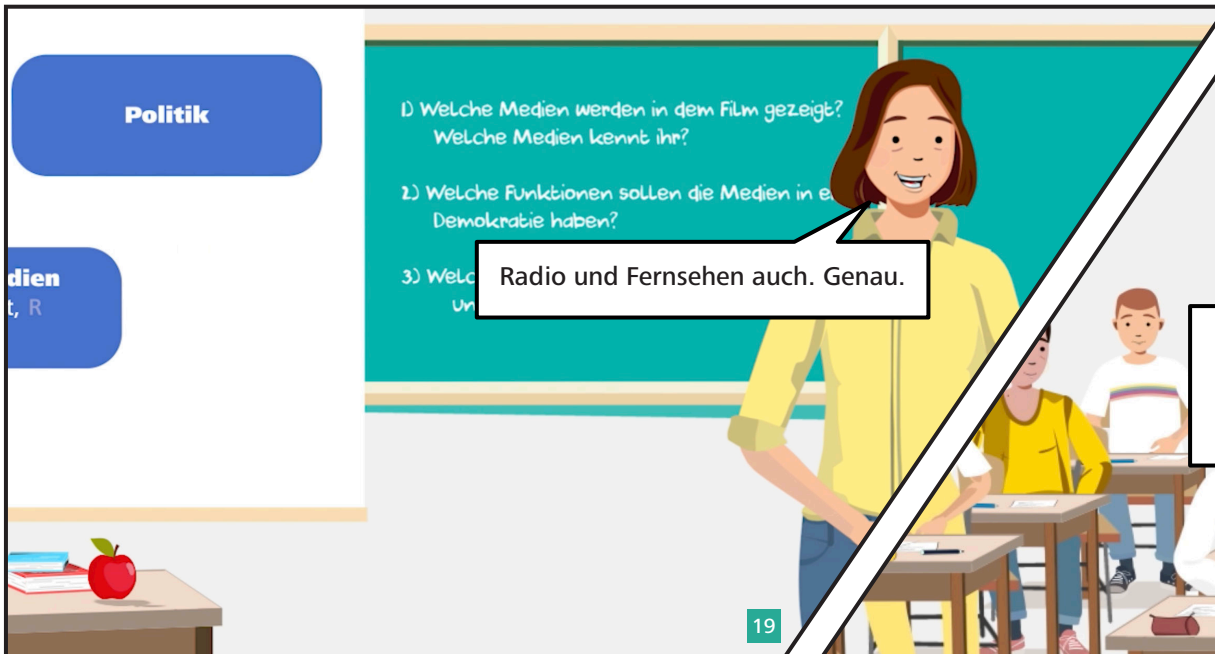 Politik
dien
t, R
1) Welche Medien werden in dem Film gezeigt?
Welche Medien kennt ihr?
2) Welche Funktionen sollen die Medien in e
Demokratie haben?
3) Welc
un
Radio und Fernsehen auch. Genau.
19